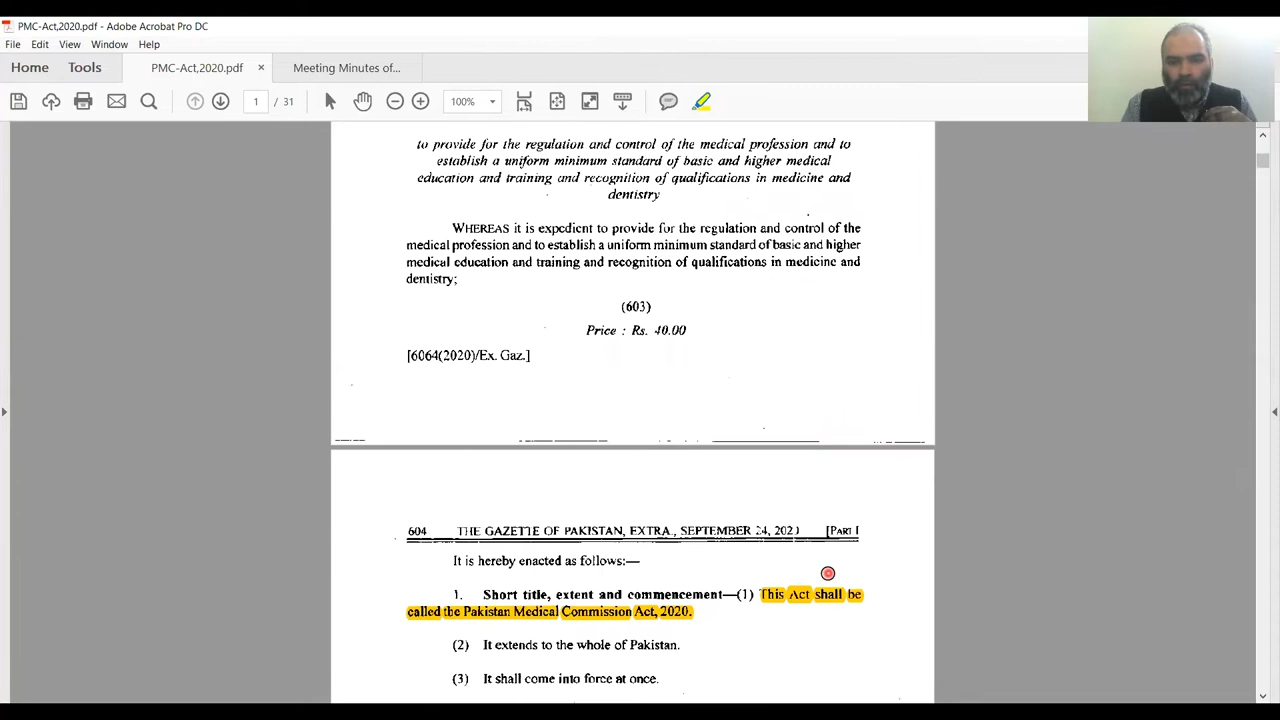 PMC-Act,2020.pdf - Adobe Acrobat Pro DC
File Edit View Window Help
Home Tools PMC-Act,2020.pdf × Meeting Minutes of...
1 / 31 100%
to provide for the regulation and control of the medical profession and to
establish a uniform minimum standard of basic and higher medical
education and training and recognition of qualifications in medicine and
dentistry
WHEREAS it is expedient to provide for the regulation and control of the
medical profession and to establish a uniform minimum standard of basic and higher
medical education and training and recognition of qualifications in medicine and
dentistry;
(603)
Price : Rs. 40.00
[6064(2020)/Ex. Gaz.]
604 THE GAZETTE OF PAKISTAN, EXTRA., SEPTEMBER 24, 2020 [PART I
It is hereby enacted as follows:—
1. Short title, extent and commencement—(1) This Act shall be
called the Pakistan Medical Commission Act, 2020.
(2) It extends to the whole of Pakistan.
(3) It shall come into force at once.